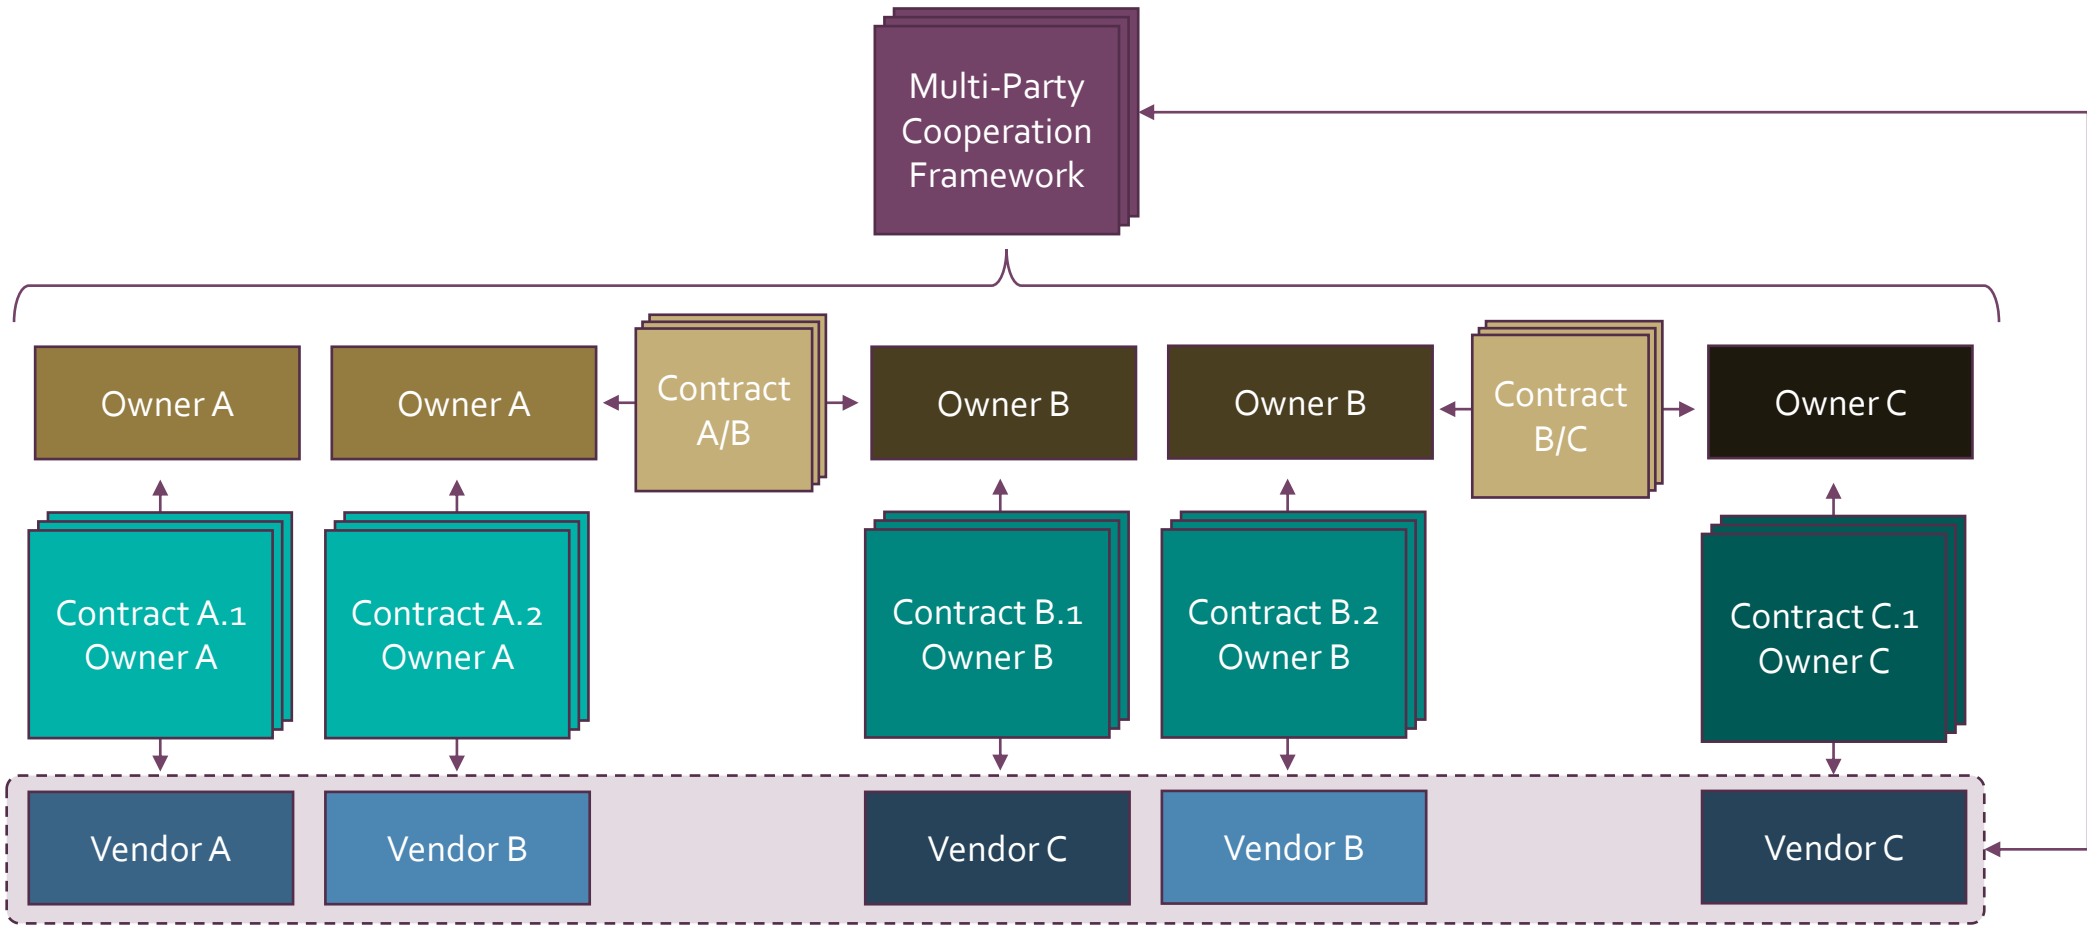 Multi-Party
Cooperation
Framework
Owner A
Owner A
Contract
A/B
Owner B
Owner B
Contract
B/C
Owner C
Contract A.1
Owner A
Contract A.2
Owner A
Contract B.1
Owner B
Contract B.2
Owner B
Contract C.1
Owner C
Vendor A
Vendor B
Vendor C
Vendor B
Vendor C